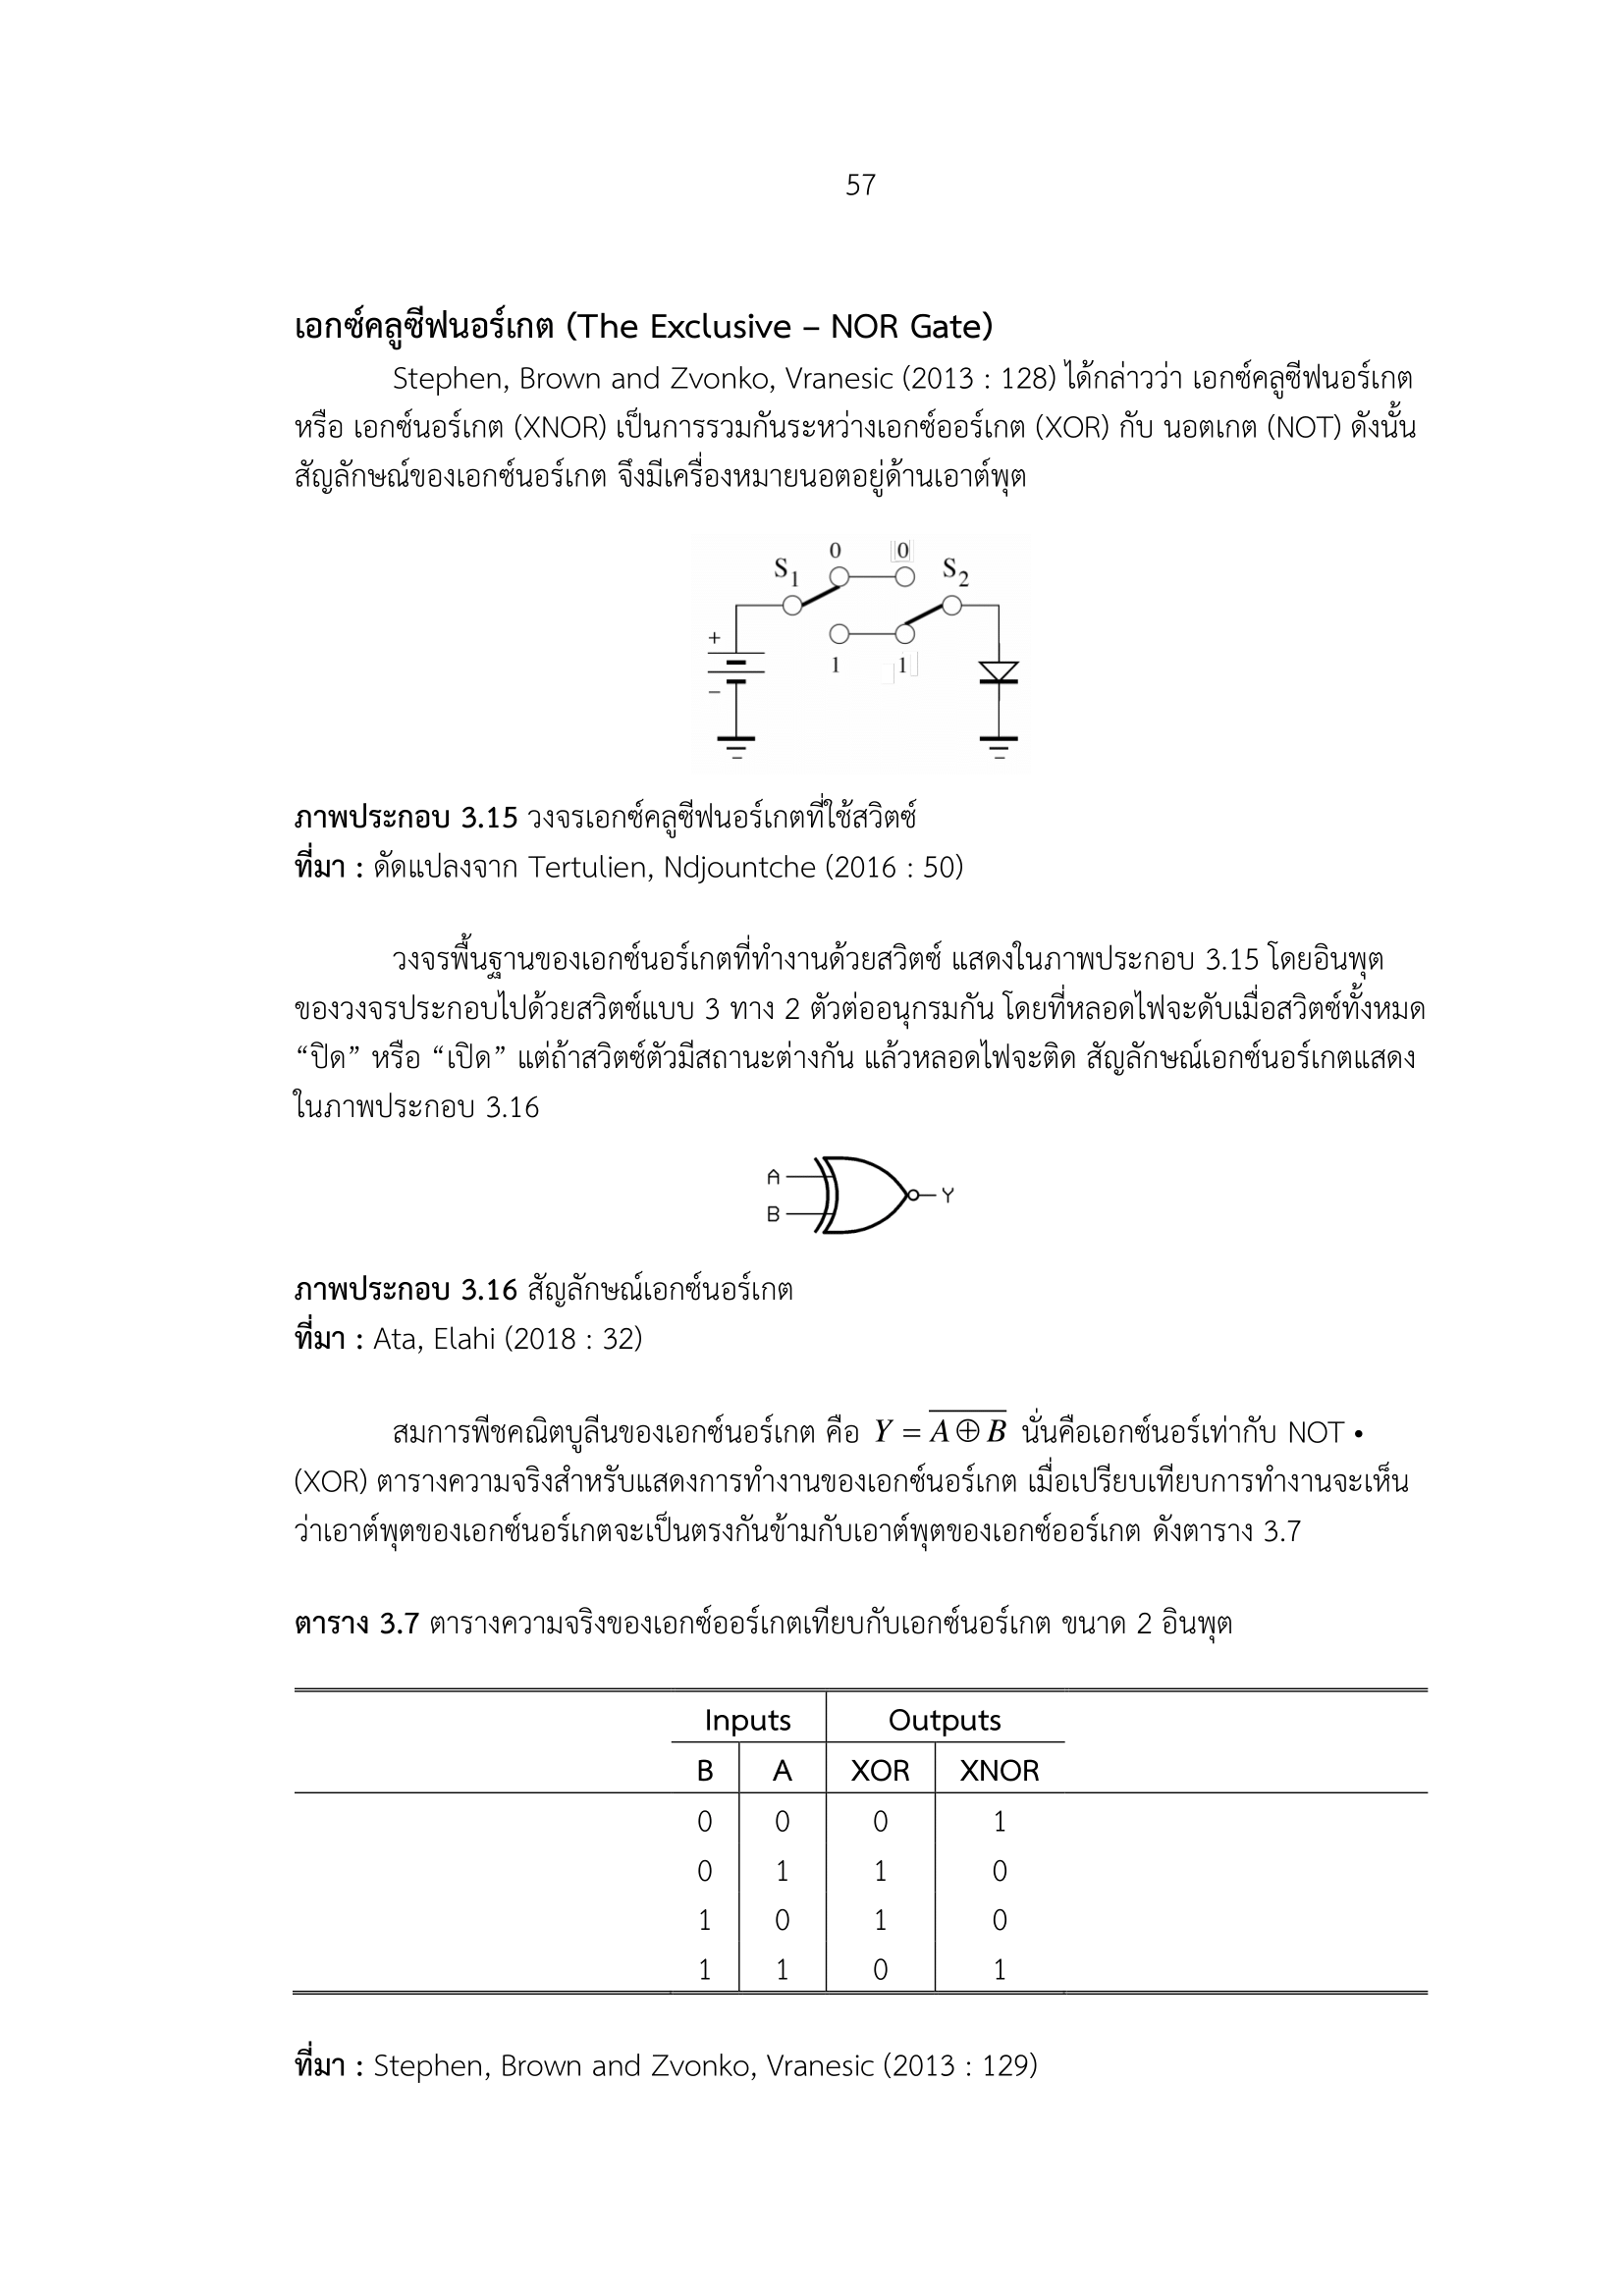 57
เอกซ์คลูซีฟนอร์เกต (The Exclusive – NOR Gate)
Stephen, Brown and Zvonko, Vranesic (2013 : 128) ได้กล่าวว่า เอกซ์คลูซีฟนอร์เกต
หรือ เอกซ์นอร์เกต (XNOR) เป็นการรวมกันระหว่างเอกซ์ออร์เกต (XOR) กับ นอตเกต (NOT) ดังนั้น
สัญลักษณ์ของเอกซ์นอร์เกต จึงมีเครื่องหมายนอตอยู่ด้านเอาต์พุต
0 0
S1 S2
+
1 1
–
ภาพประกอบ 3.15 วงจรเอกซ์คลูซีฟนอร์เกตที่ใช้สวิตซ์
ที่มา : ดัดแปลงจาก Tertulien, Ndjountche (2016 : 50)
วงจรพื้นฐานของเอกซ์นอร์เกตที่ทำงานด้วยสวิตซ์ แสดงในภาพประกอบ 3.15 โดยอินพุต
ของวงจรประกอบไปด้วยสวิตซ์แบบ 3 ทาง 2 ตัวต่ออนุกรมกัน โดยที่หลอดไฟจะดับเมื่อสวิตซ์ทั้งหมด
“ปิด” หรือ “เปิด” แต่ถ้าสวิตซ์ตัวมีสถานะต่างกัน แล้วหลอดไฟจะติด สัญลักษณ์เอกซ์นอร์เกตแสดง
ในภาพประกอบ 3.16
A
Y
B
ภาพประกอบ 3.16 สัญลักษณ์เอกซ์นอร์เกต
ที่มา : Ata, Elahi (2018 : 32)
สมการพีชคณิตบูลีนของเอกซ์นอร์เกต คือ $Y = \overline{A \oplus B}$ นั่นคือเอกซ์นอร์เท่ากับ NOT •
(XOR) ตารางความจริงสำหรับแสดงการทำงานของเอกซ์นอร์เกต เมื่อเปรียบเทียบการทำงานจะเห็น
ว่าเอาต์พุตของเอกซ์นอร์เกตจะเป็นตรงกันข้ามกับเอาต์พุตของเอกซ์ออร์เกต ดังตาราง 3.7
ตาราง 3.7 ตารางความจริงของเอกซ์ออร์เกตเทียบกับเอกซ์นอร์เกต ขนาด 2 อินพุต
Inputs Outputs
B A XOR XNOR
0 0 0 1
0 1 1 0
1 0 1 0
1 1 0 1
ที่มา : Stephen, Brown and Zvonko, Vranesic (2013 : 129)